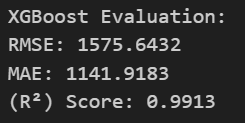 XGBoost Evaluation:
RMSE: 1575.6432
MAE: 1141.9183
(R²) Score: 0.9913